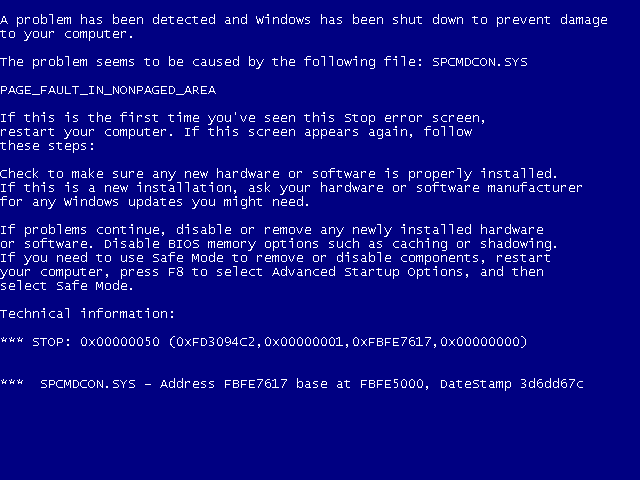 A problem has been detected and Windows has been shut down to prevent damage
to your computer.
The problem seems to be caused by the following file: SPCMDCON.SYS
PAGE_FAULT_IN_NONPAGED_AREA
If this is the first time you've seen this Stop error screen,
restart your computer. If this screen appears again, follow
these steps:
Check to make sure any new hardware or software is properly installed.
If this is a new installation, ask your hardware or software manufacturer
for any Windows updates you might need.
If problems continue, disable or remove any newly installed hardware
or software. Disable BIOS memory options such as caching or shadowing.
If you need to use Safe Mode to remove or disable components, restart
your computer, press F8 to select Advanced Startup Options, and then
select Safe Mode.
Technical information:
*** STOP: 0x00000050 (0xFD3094C2,0x00000001,0xFBFE7617,0x00000000)
***  SPCMDCON.SYS - Address FBFE7617 base at FBFE5000, DateStamp 3d6dd67c